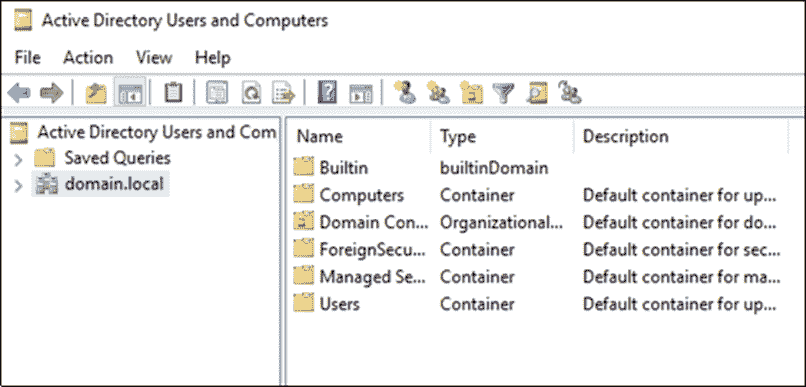 Active Directory Users and Computers
File Action View Help
Active Directory Users and Com
Saved Queries
domain.local
Name Type Description
Builtin builtinDomain
Computers Container Default container for up...
Domain Con... Organizational... Default container for do...
ForeignSecu... Container Default container for sec...
Managed Se... Container Default container for ma...
Users Container Default container for up...